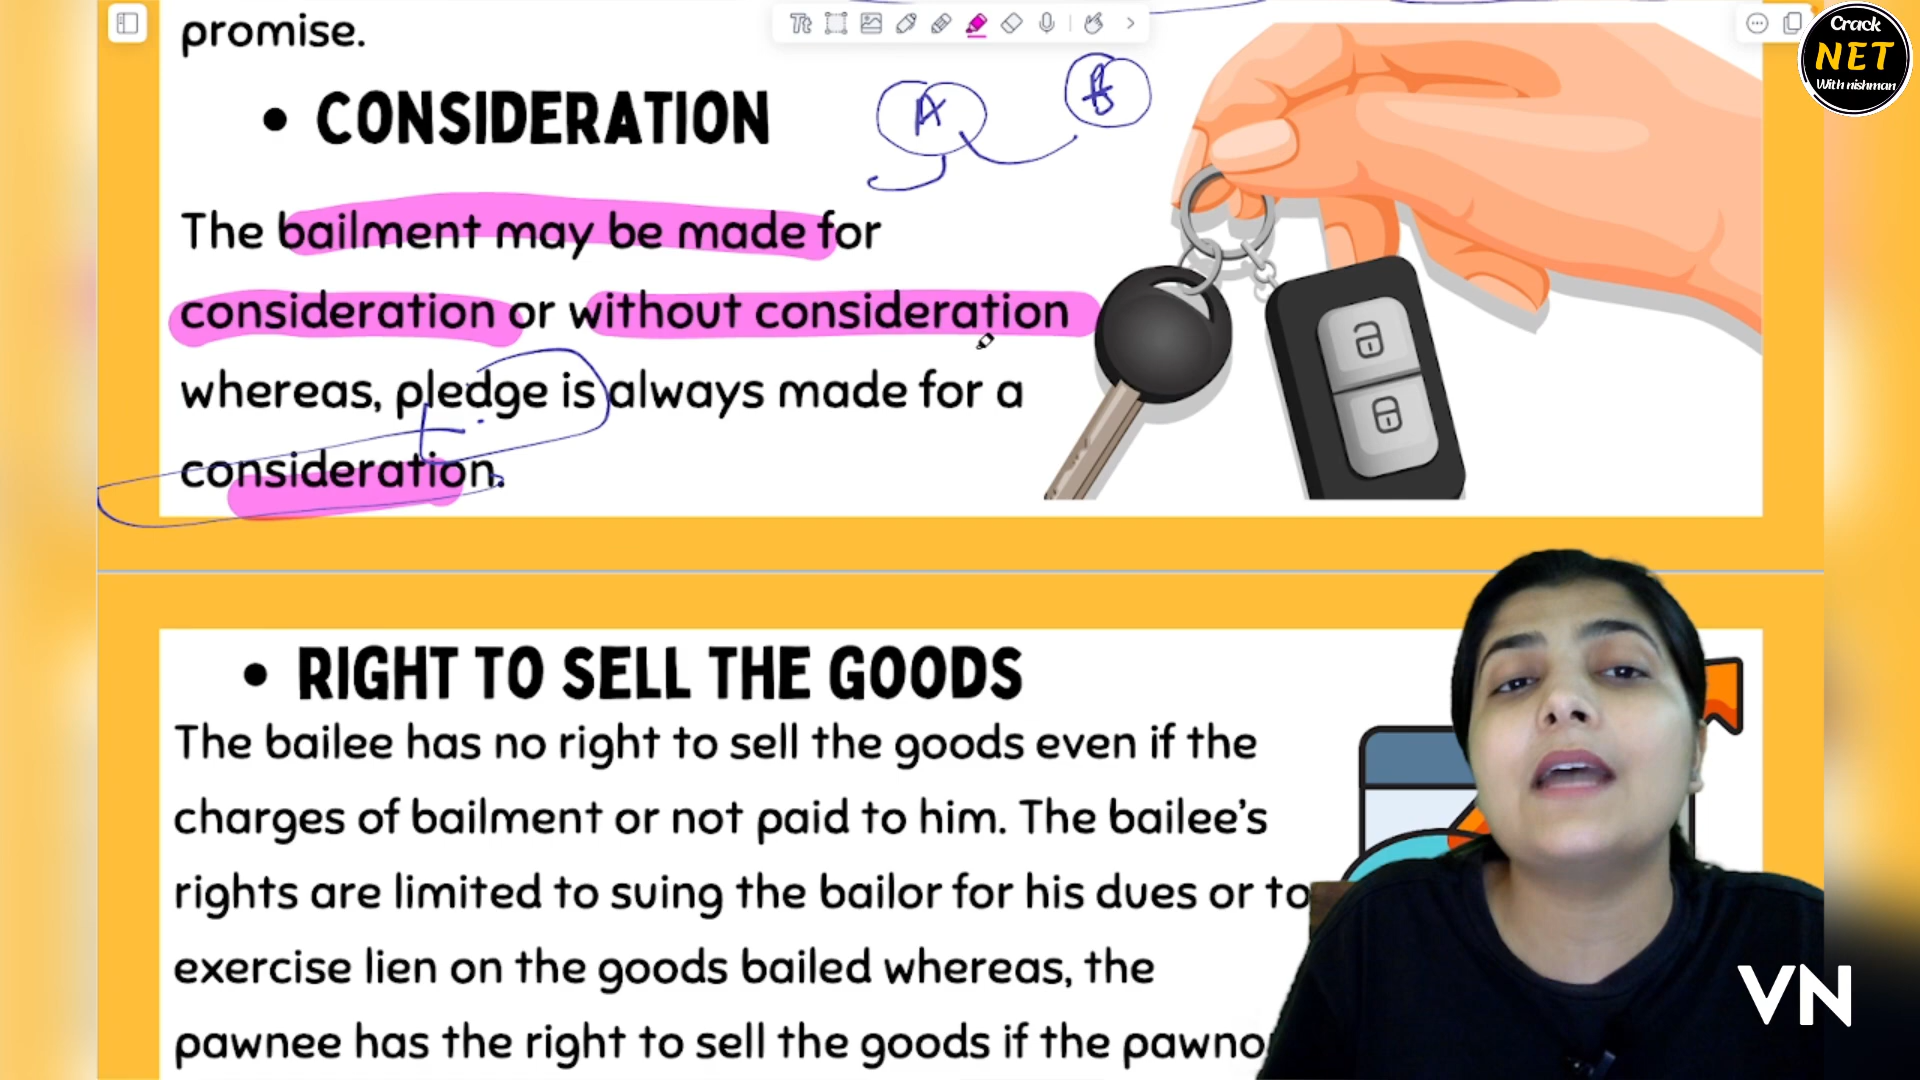 promise.
Tt
Crack
NET
With nishman
• CONSIDERATION
A
B
The bailment may be made for
consideration or without consideration
whereas, pledge is always made for a
consideration.
• RIGHT TO SELL THE GOODS
The bailee has no right to sell the goods even if the
charges of bailment or not paid to him. The bailee's
rights are limited to suing the bailor for his dues or to
exercise lien on the goods bailed whereas, the
pawnee has the right to sell the goods if the
VN